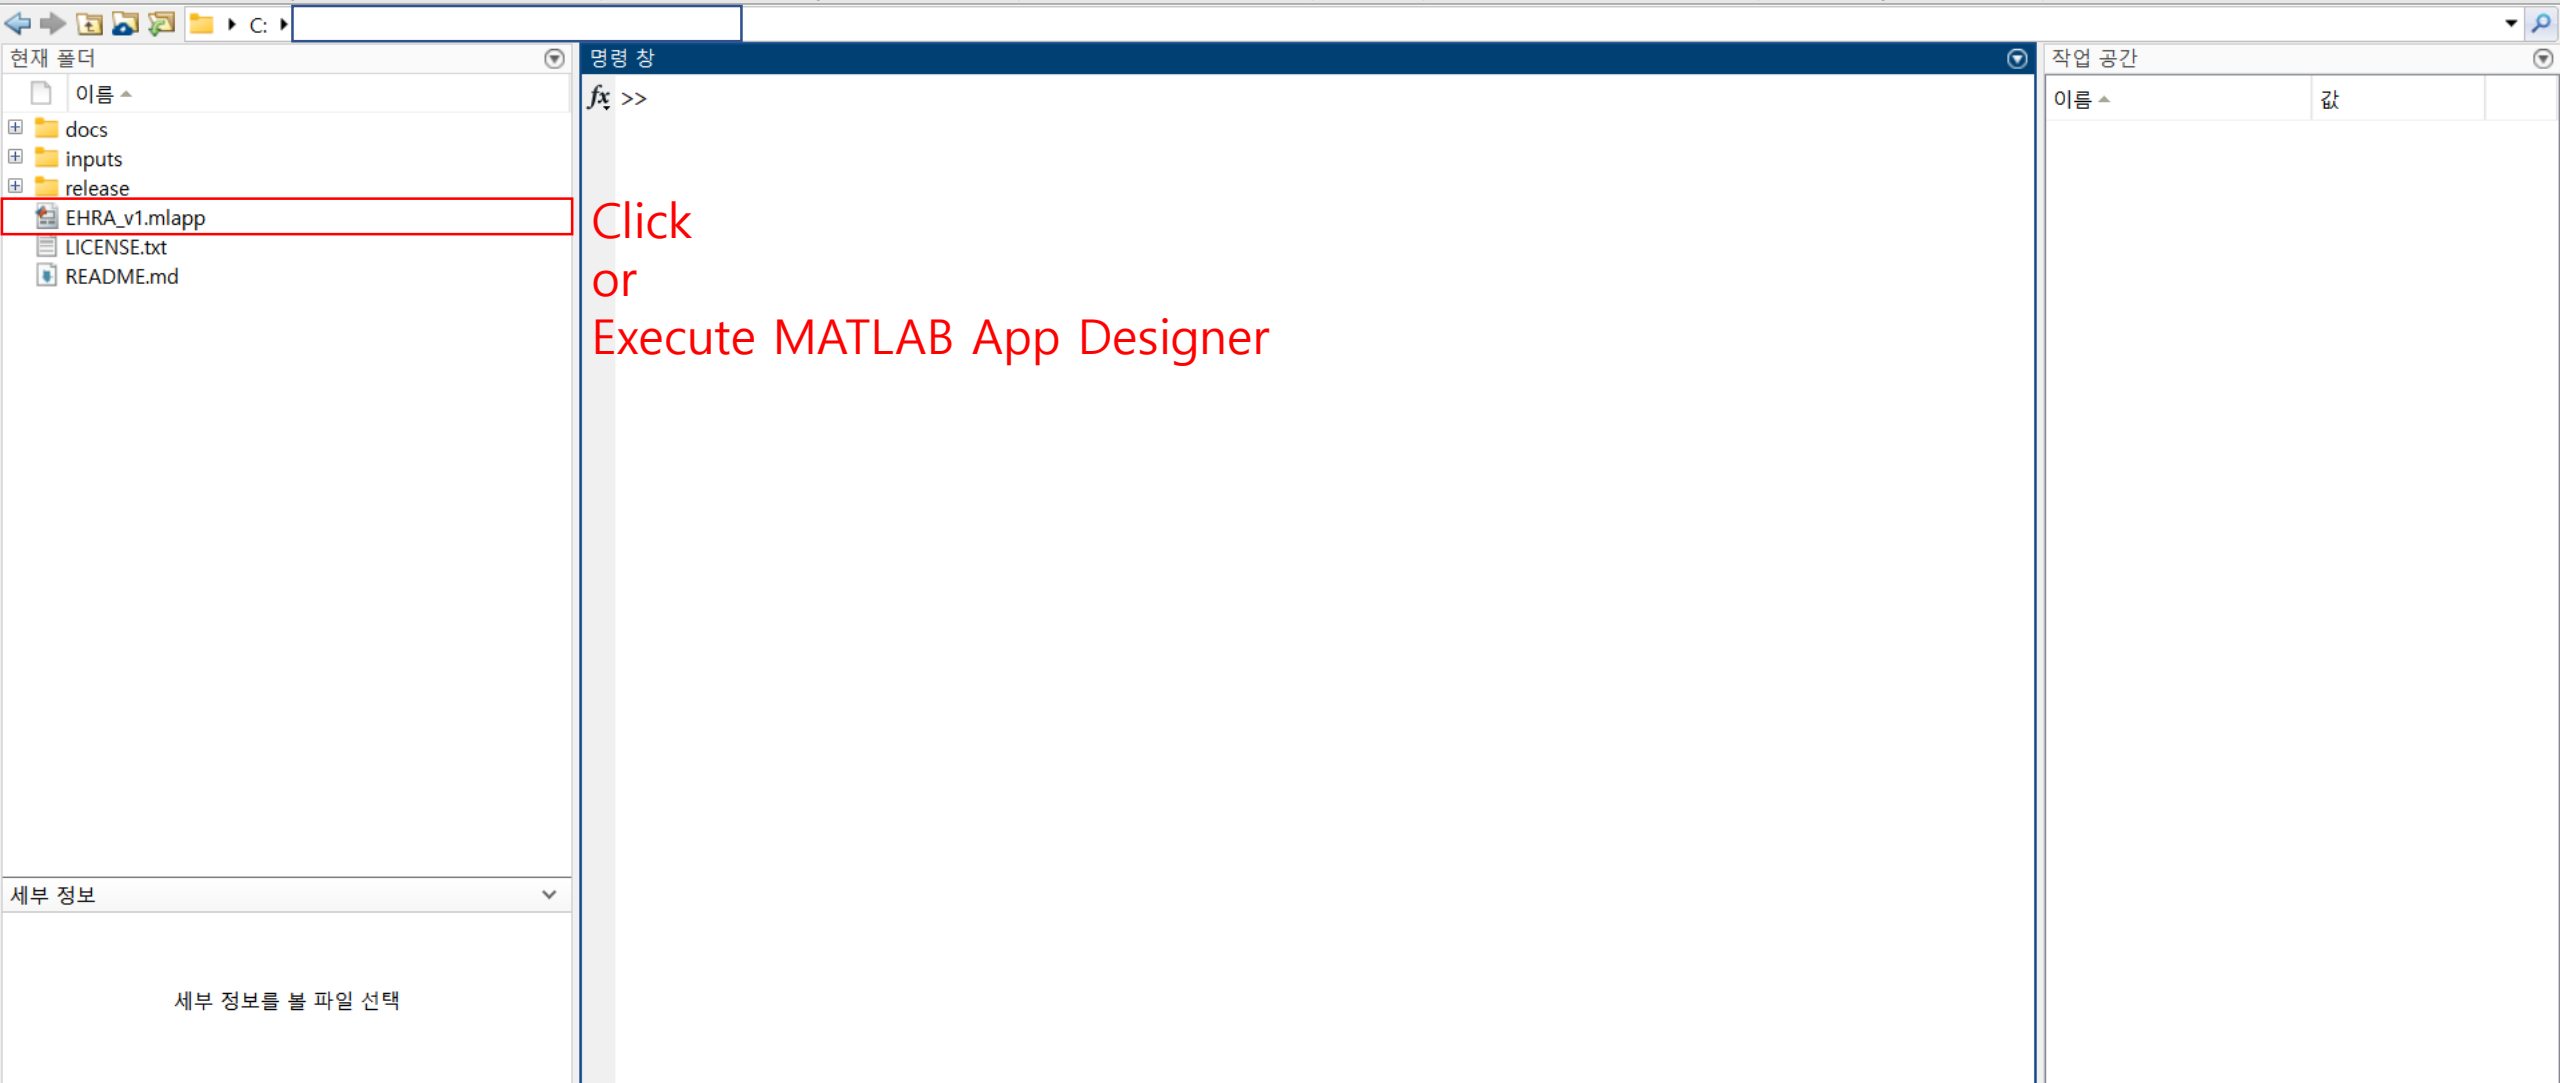 C:
현재 폴더
이름
docs
inputs
release
EHRA_v1.mlapp
LICENSE.txt
README.md
세부 정보
세부 정보를 볼 파일 선택
명령 창
fx >>
Click
or
Execute MATLAB App Designer
작업 공간
이름 값